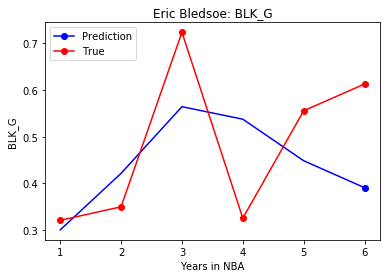 Eric Bledsoe: BLK_G
Prediction
True
0.7
0.6
0.5
0.4
0.3
BLK_G
1 2 3 4 5 6
Years in NBA